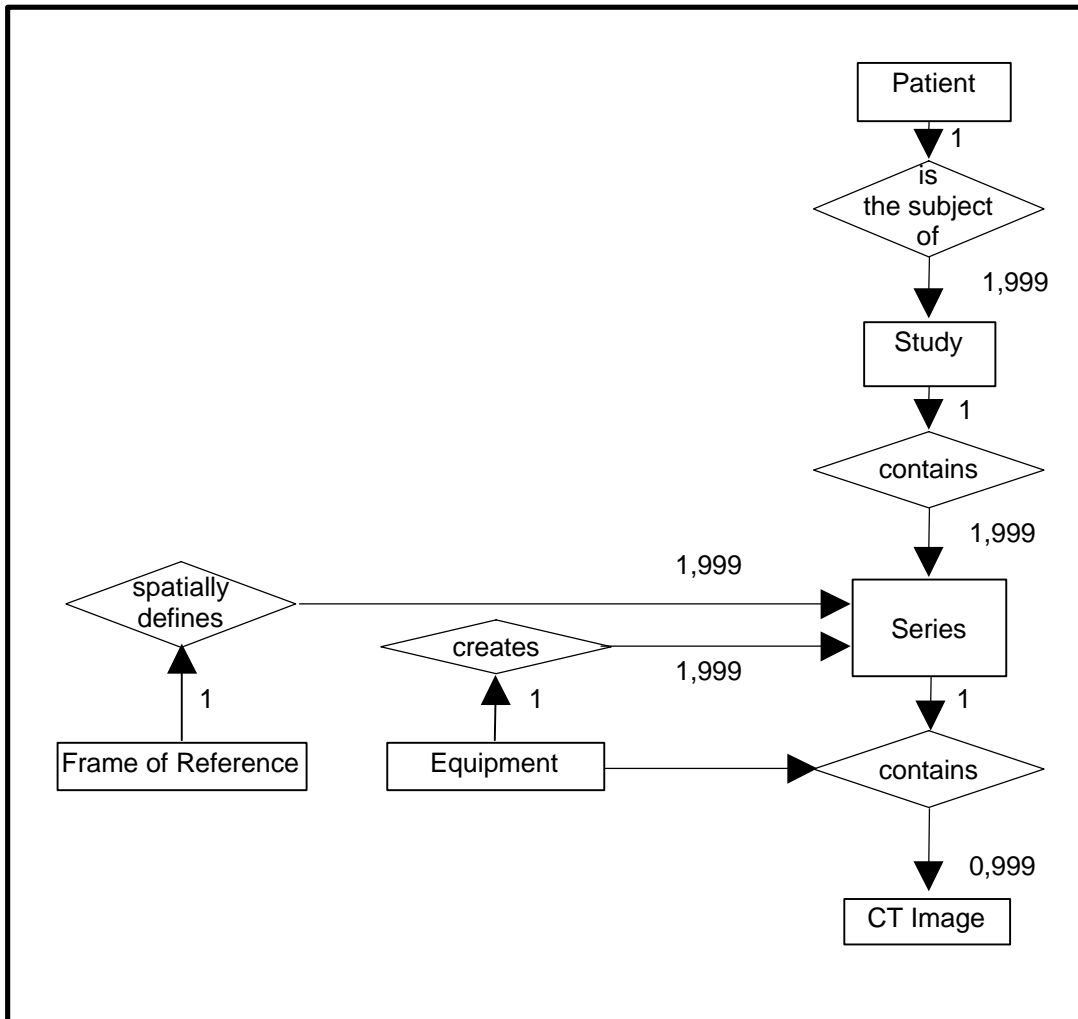 Patient
1
is
the subject
of
1,999
Study
1
contains
1,999
spatially
defines
1,999
Series
creates
1,999
1
1
1
Frame of Reference
Equipment
contains
0,999
CT Image